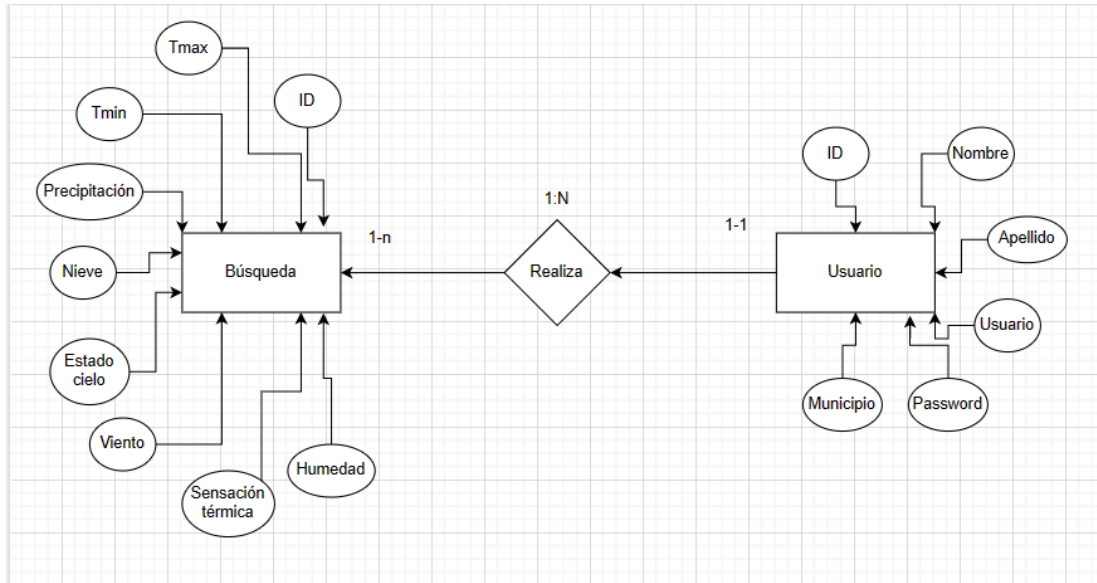 Tmax
ID
Tmin
Precipitación
Nieve
Búsqueda
Estado
cielo
Viento
Sensación
térmica
Humedad
1-n
1:N
Realiza
1-1
ID
Nombre
Apellido
Usuario
Usuario
Municipio
Password